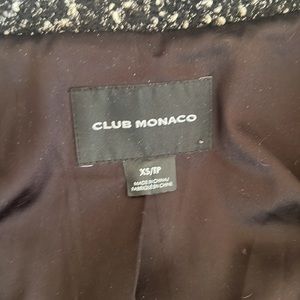 CLUB MONACO
XS/TP
MADE IN CHINA/
FABRIQUÉ EN CHINE